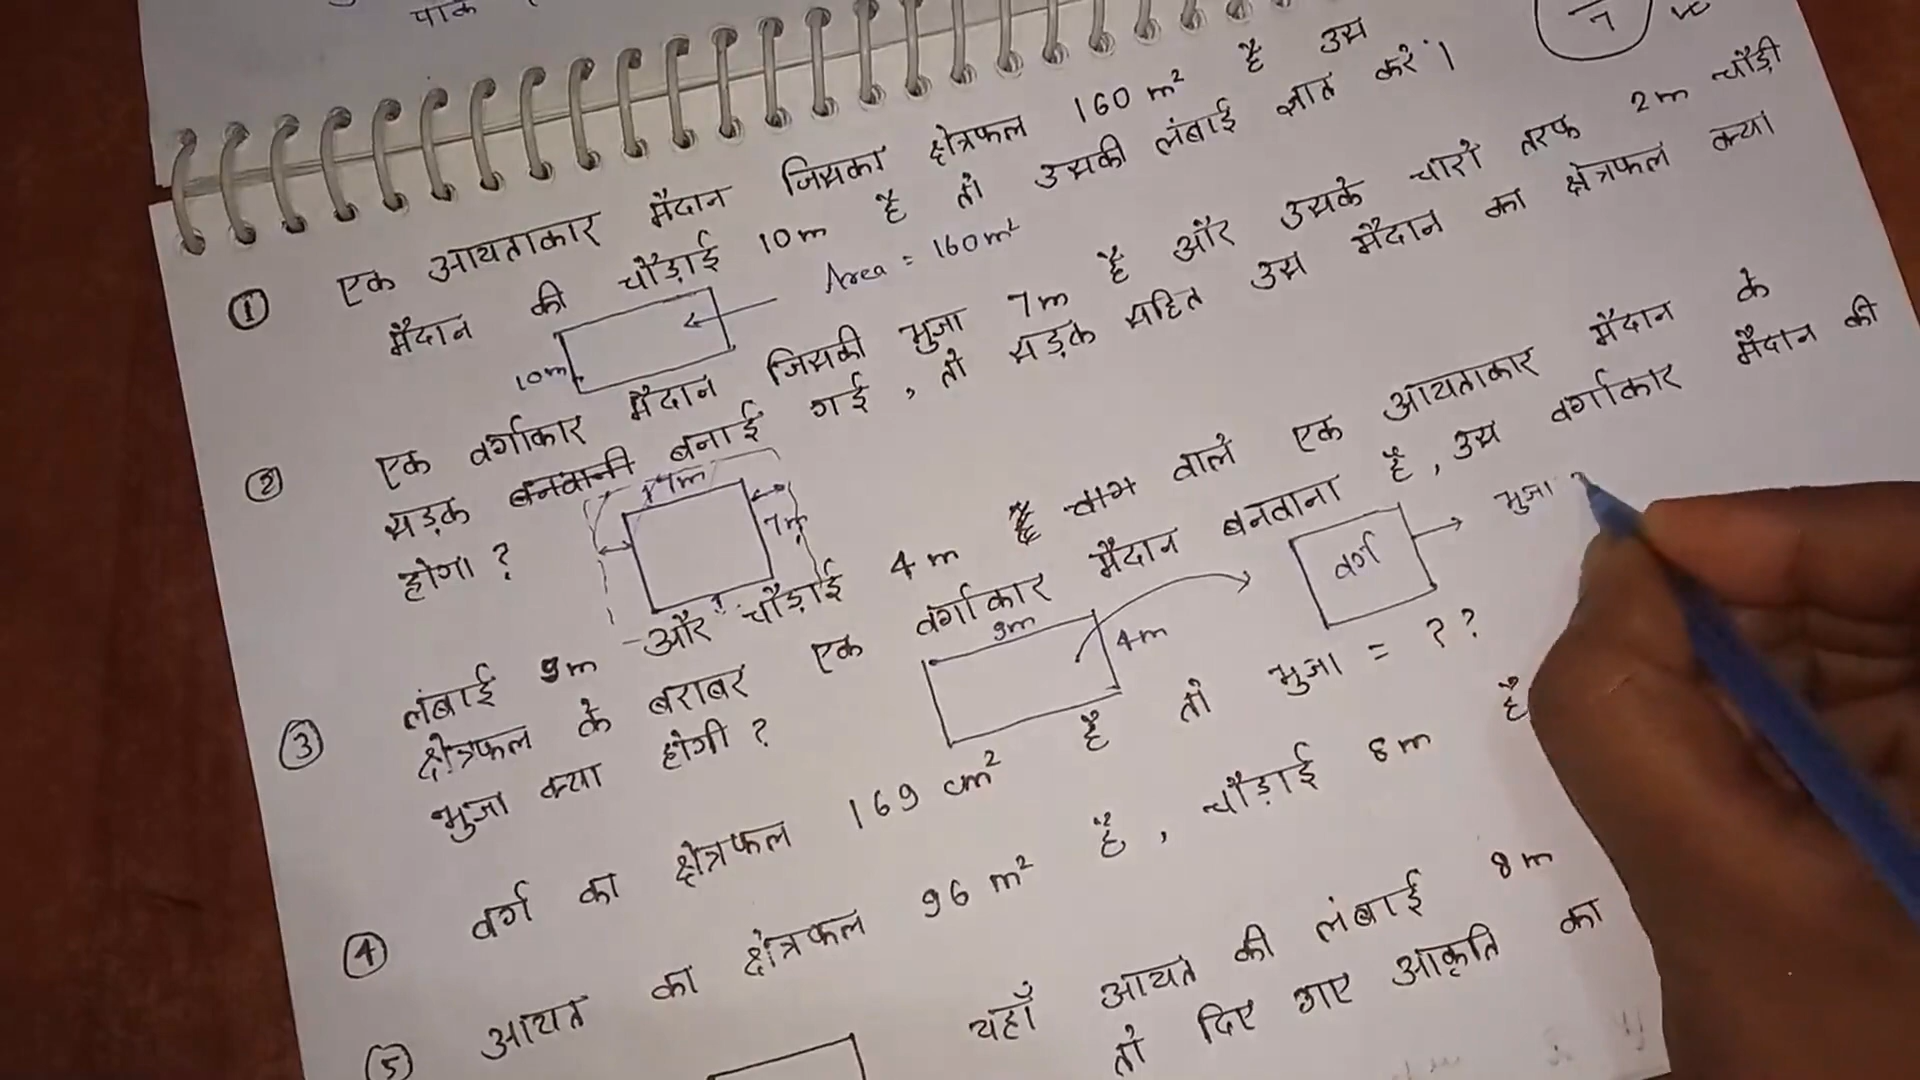 पार्क
7
① एक आयताकार मैदान जिसका क्षेत्रफल 160 m² है उस
मैदान की चौड़ाई 10m है तो उसकी लंबाई ज्ञात करें।
Area = 160m²
10m
② एक वर्गाकार मैदान जिसकी भुजा 7m है और उसके चारों तरफ 2m चौड़ी
सड़क बनवानी बनाई गई, तो सड़क सहित उस मैदान का क्षेत्रफल क्या
होगा ?
7m
7m
③ लंबाई 9m और चौड़ाई 4m है वाले एक आयताकार मैदान के
क्षेत्रफल के बराबर एक वर्गाकार मैदान बनवाना है, उस वर्गाकार मैदान की
भुजा क्या होगी ?
9m
4m
वर्ग
भुजा ?
④ वर्ग का क्षेत्रफल 169 cm² है तो भुजा = ? ?
⑤ आयत का क्षेत्रफल 96 m² है, चौड़ाई 8m है
यहाँ आयत की लंबाई 8m
तो दिए गए आकृति का